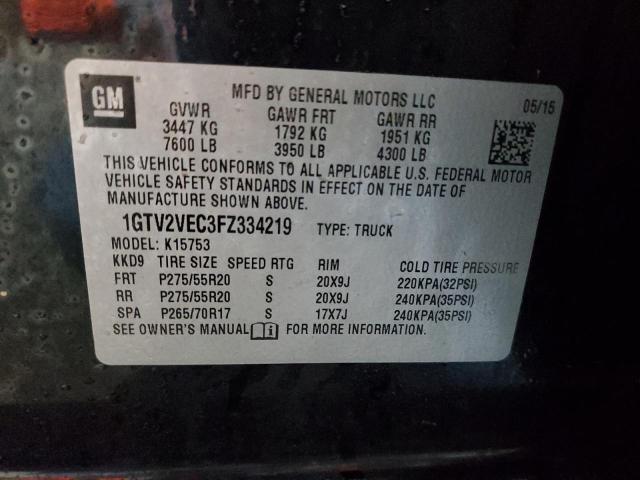 GM
MFD BY GENERAL MOTORS LLC 05/15
GVWR GAWR FRT GAWR RR
3447 KG 1792 KG 1951 KG
7600 LB 3950 LB 4300 LB
THIS VEHICLE CONFORMS TO ALL APPLICABLE U.S. FEDERAL MOTOR
VEHICLE SAFETY STANDARDS IN EFFECT ON THE DATE OF
MANUFACTURE SHOWN ABOVE.
1GTV2VEC3FZ334219 TYPE: TRUCK
MODEL: K15753
KKD9 TIRE SIZE SPEED RTG RIM COLD TIRE PRESSURE
FRT P275/55R20 S 20X9J 220KPA(32PSI)
RR P275/55R20 S 20X9J 240KPA(35PSI)
SPA P265/70R17 S 17X7J 240KPA(35PSI)
SEE OWNER'S MANUAL FOR MORE INFORMATION.